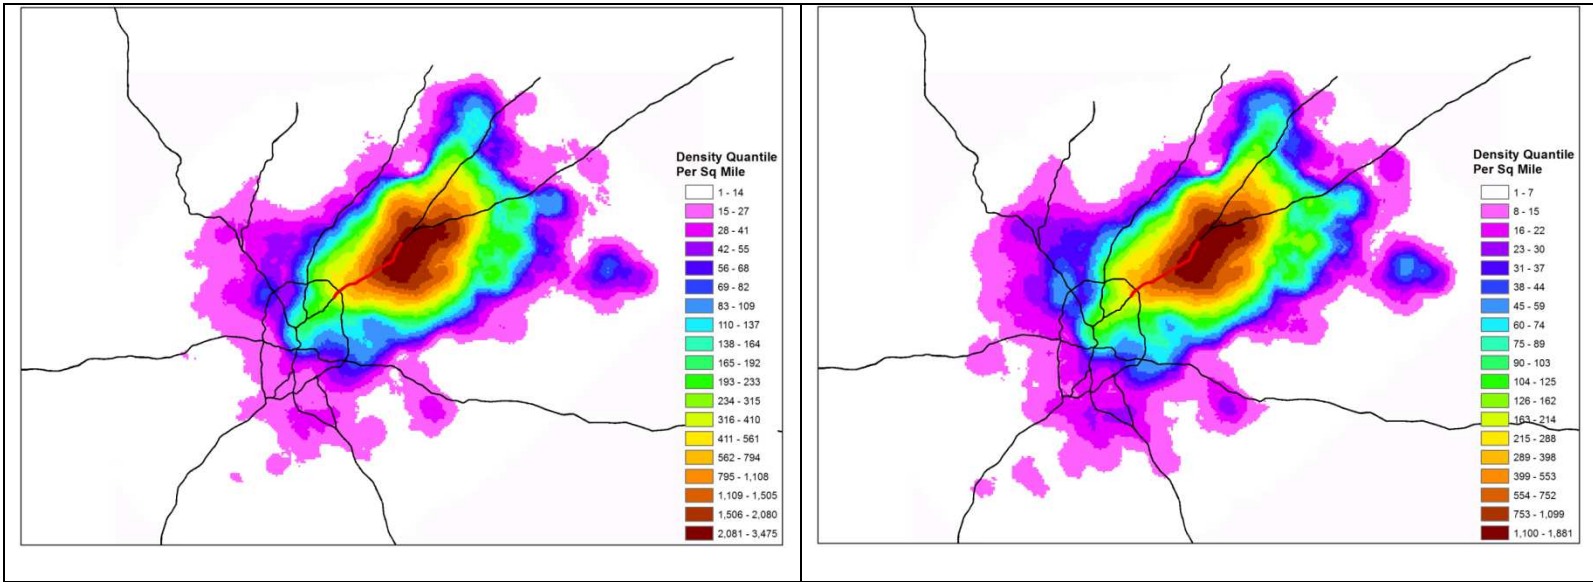 Density Quantile
Per Sq Mile
1 - 14
15 - 27
28 - 41
42 - 55
56 - 68
69 - 82
83 - 109
110 - 137
138 - 164
165 - 192
193 - 233
234 - 315
316 - 410
411 - 561
562 - 794
795 - 1,108
1,109 - 1,505
1,506 - 2,080
2,081 - 3,475
Density Quantile
Per Sq Mile
1 - 7
8 - 15
16 - 22
23 - 30
31 - 37
38 - 44
45 - 59
60 - 74
75 - 89
90 - 103
104 - 125
126 - 162
163 - 214
215 - 288
289 - 398
399 - 553
554 - 752
753 - 1,099
1,100 - 1,881